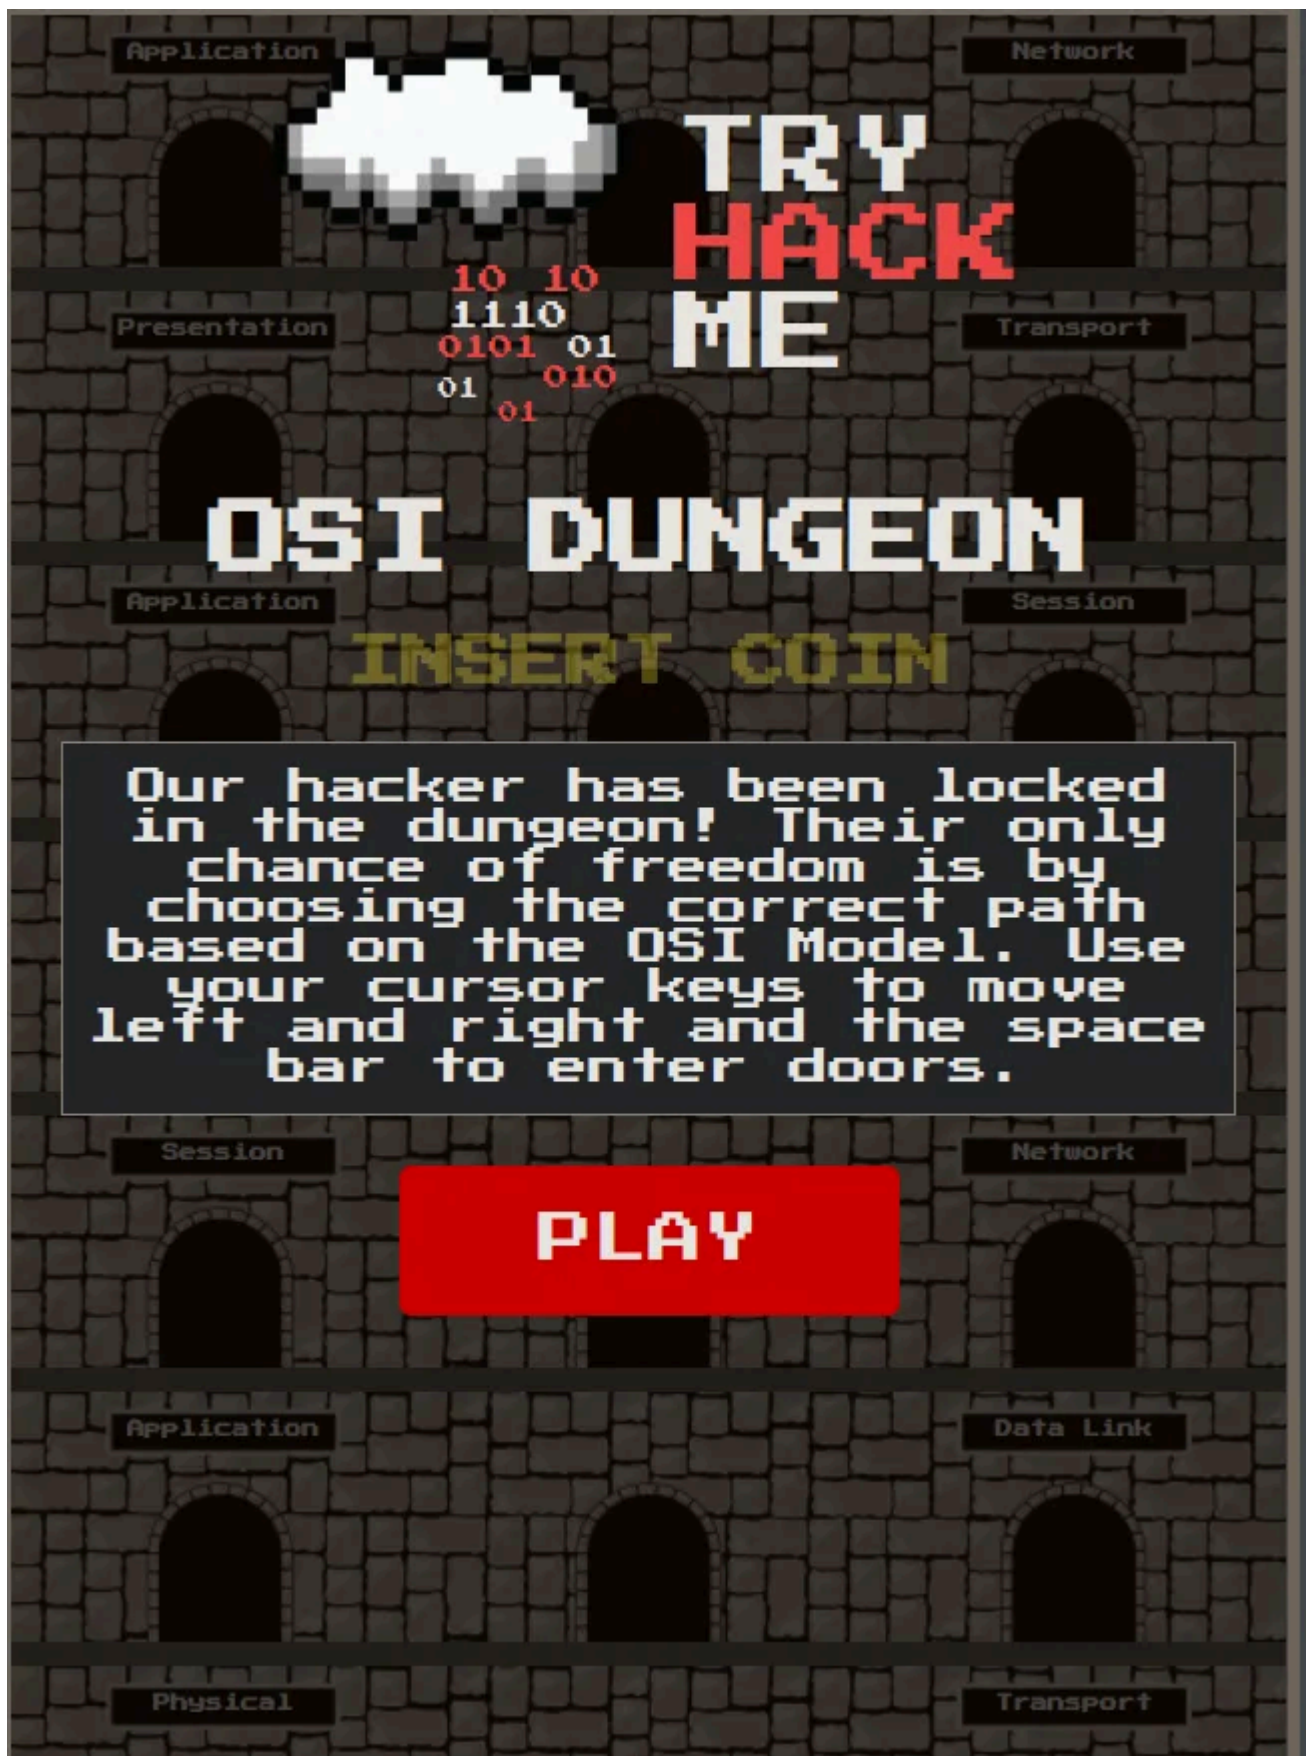 Application
Network
TRY
HACK
ME
10 10
1110
0101 01
01 010
01
Presentation
Transport
OSI DUNGEON
Application
Session
INSERT COIN
Our hacker has been locked
in the dungeon! Their only
chance of freedom is by
choosing the correct path
based on the OSI Model. Use
your cursor keys to move
left and right and the space
bar to enter doors.
Session
Network
PLAY
Application
Data Link
Physical
Transport